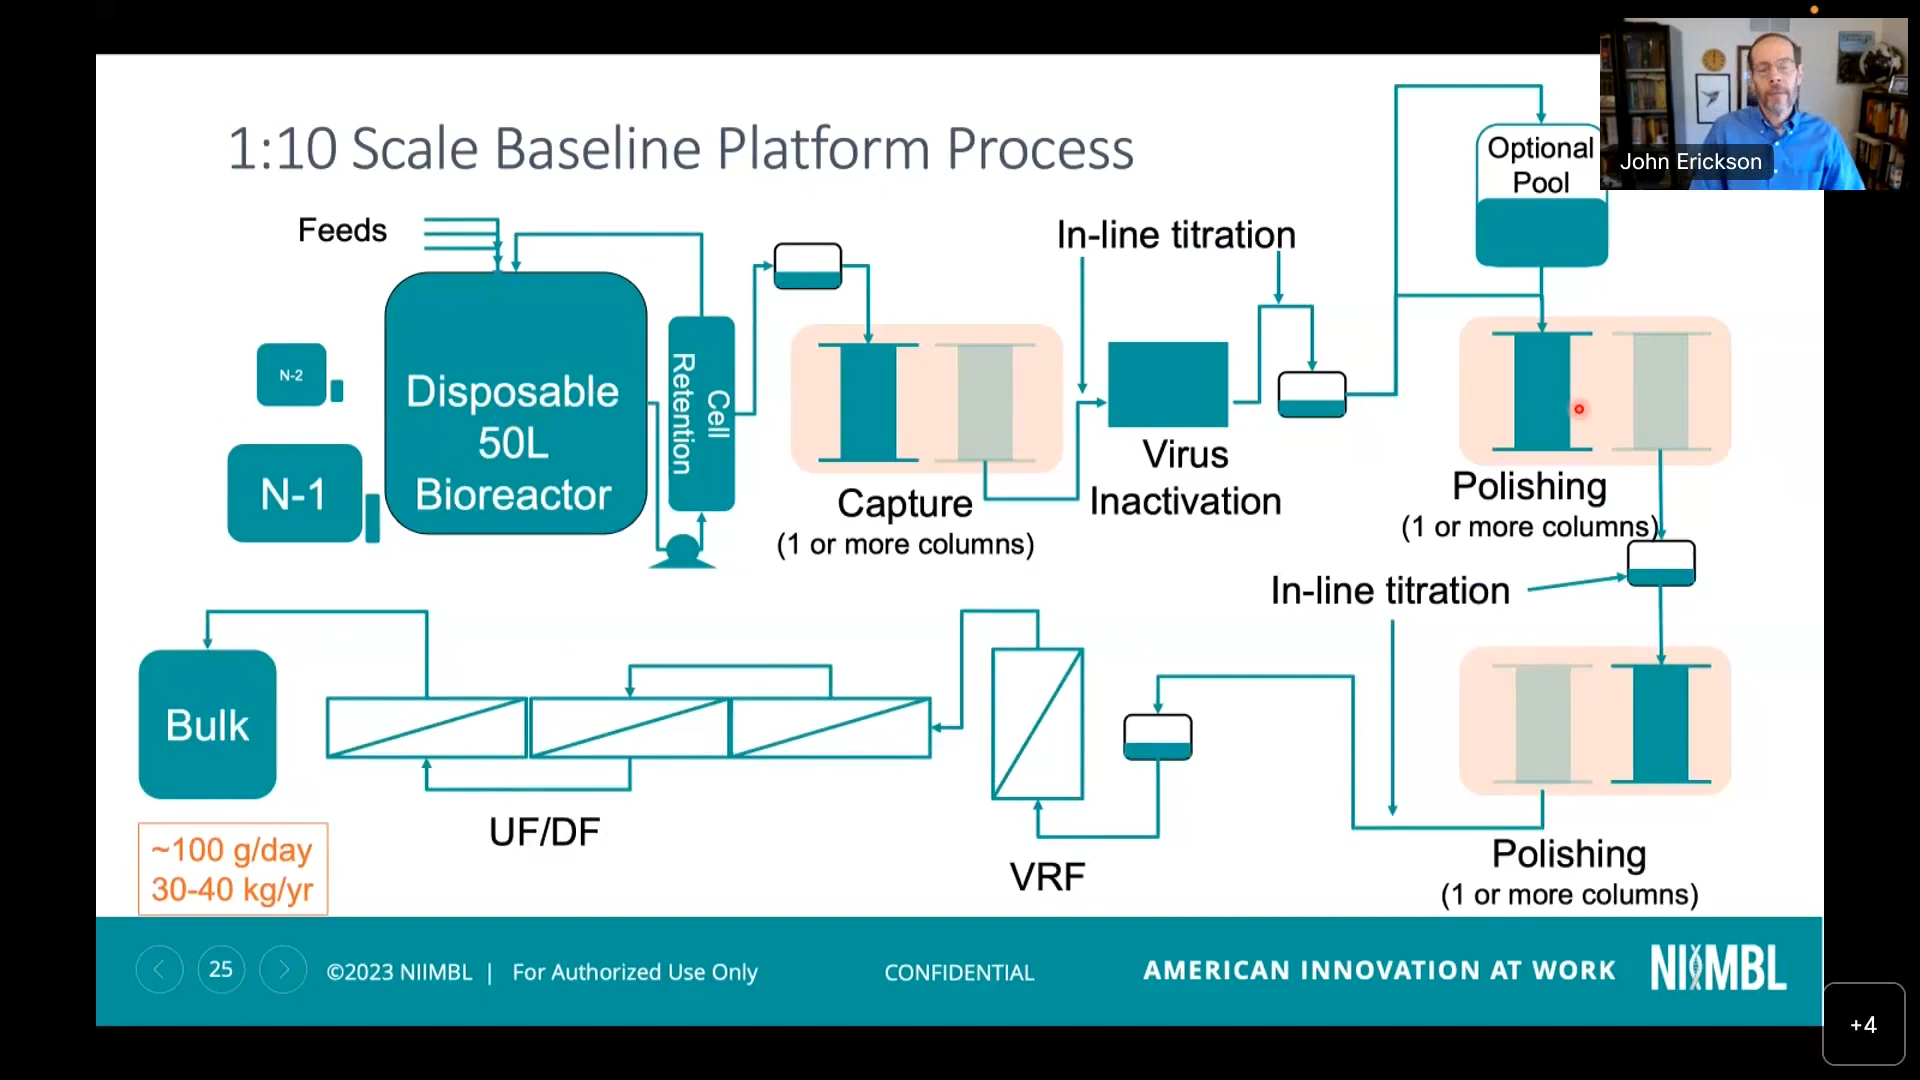 1:10 Scale Baseline Platform Process
John Erickson
Optional
Pool
Feeds
In-line titration
N-2
N-1
Disposable
50L
Bioreactor
Cell
Retention
Capture
(1 or more columns)
Virus
Inactivation
Polishing
(1 or more columns)
In-line titration
Bulk
UF/DF
VRF
Polishing
(1 or more columns)
~100 g/day
30-40 kg/yr
25
©2023 NIIMBL | For Authorized Use Only
CONFIDENTIAL
AMERICAN INNOVATION AT WORK
NIIMBL
+4